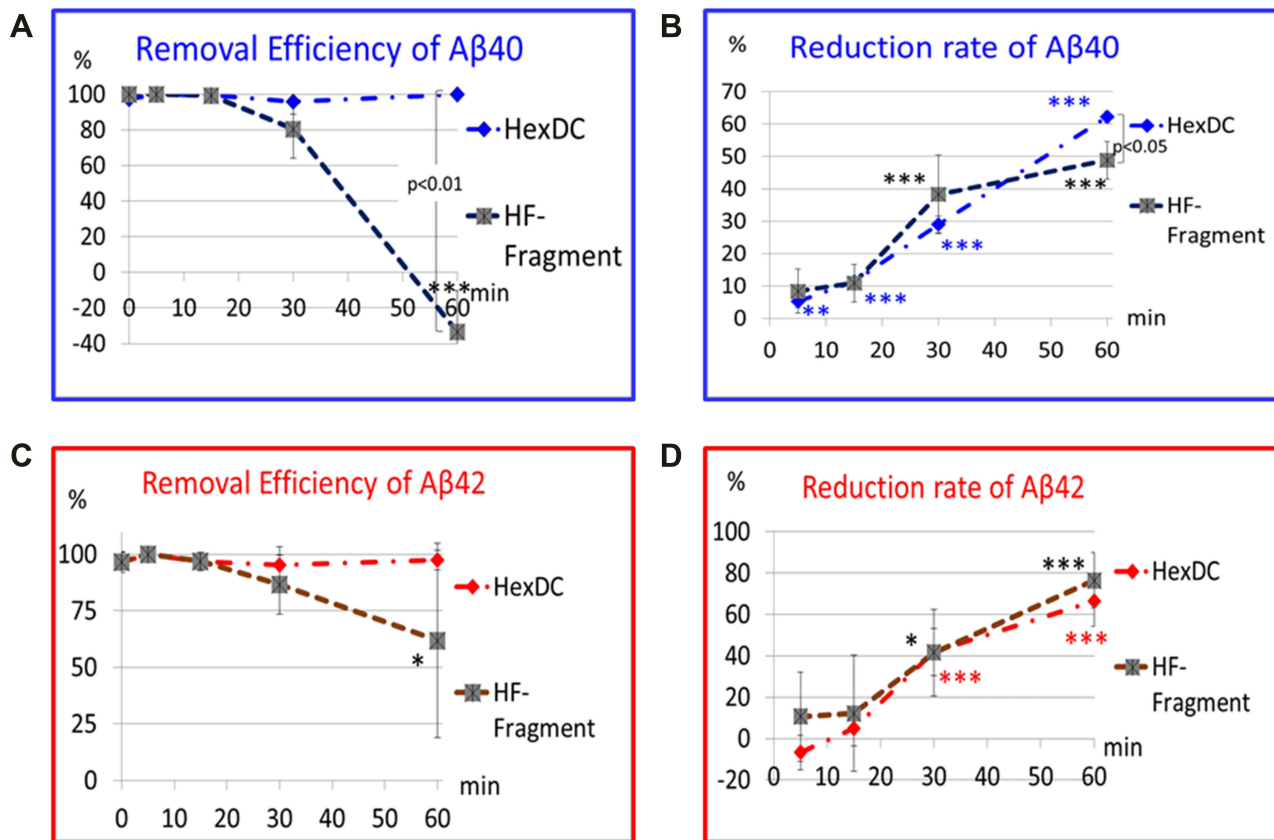 A
Removal Efficiency of Aβ40
%
100
80
60
40
20
0
-20
-40
0 10 20 30 40 50 60
min
***
p<0.01
HexDC
HF-
Fragment
B
Reduction rate of Aβ40
%
70
60
50
40
30
20
10
0
0 10 20 30 40 50 60
min
**
***
***
***
***
***
p<0.05
HexDC
HF-
Fragment
C
Removal Efficiency of Aβ42
%
100
75
50
25
0
0 10 20 30 40 50 60
min
*
HexDC
HF-
Fragment
D
Reduction rate of Aβ42
%
100
80
60
40
20
0
-20
0 10 20 30 40 50 60
min
*
***
***
***
HexDC
HF-
Fragment